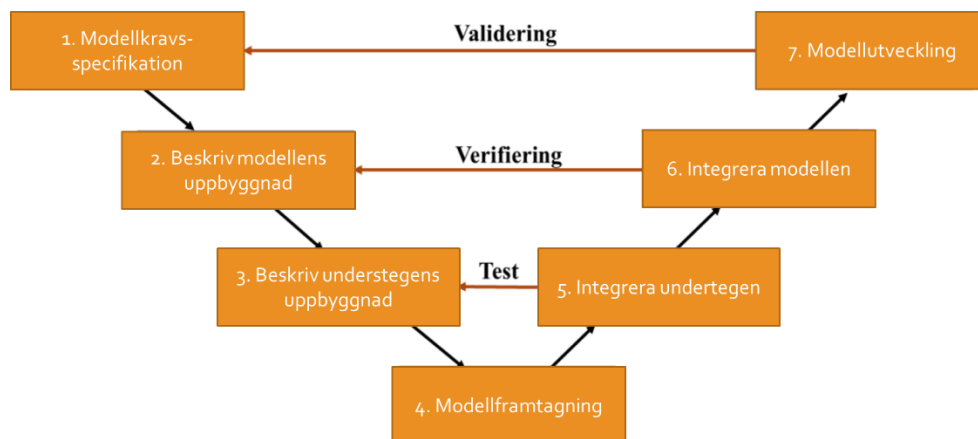 1. Modellkravs-
specifikation
Validering
7. Modellutveckling
2. Beskriv modellens
uppbyggnad
Verifiering
6. Integrera modellen
3. Beskriv understegens
uppbyggnad
Test
5. Integrera undertegen
4. Modellframtagning